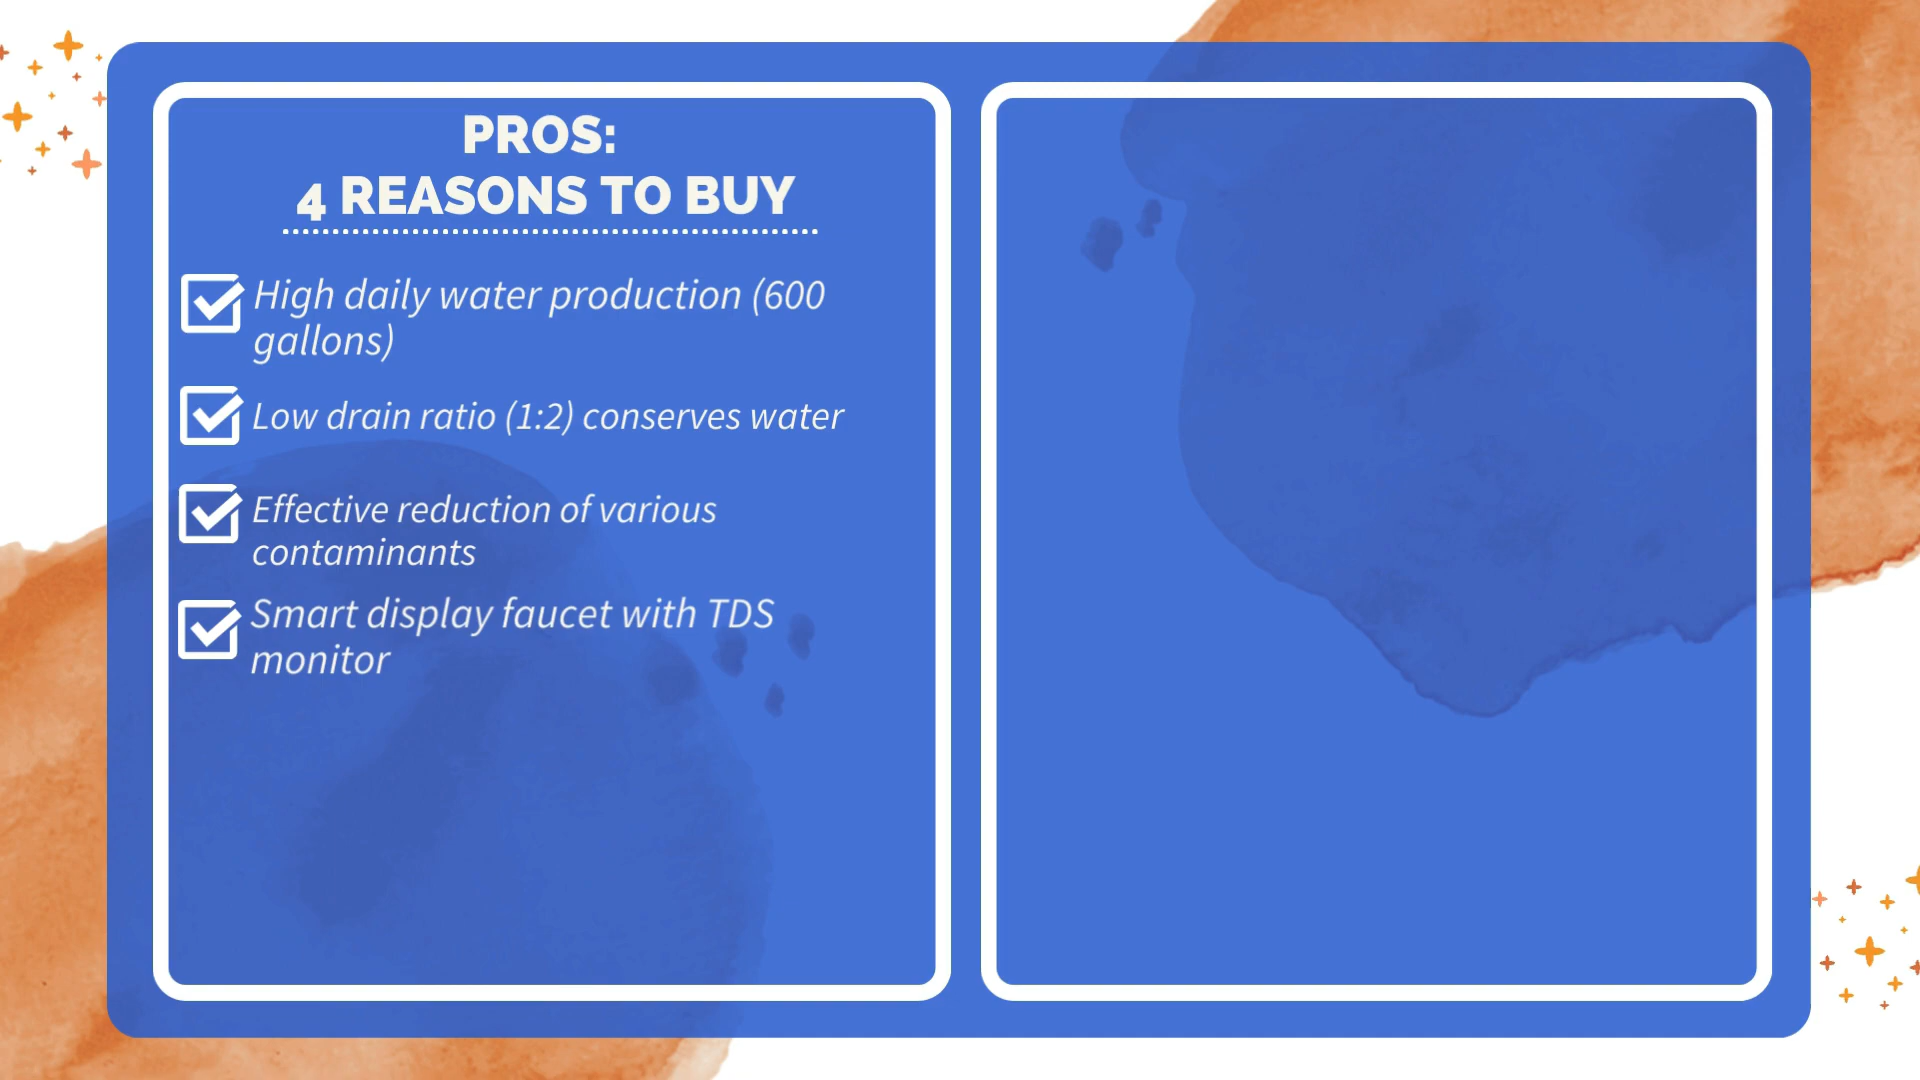 PROS:
4 REASONS TO BUY
High daily water production (600
gallons)
Low drain ratio (1:2) conserves water
Effective reduction of various
contaminants
Smart display faucet with TDS
monitor